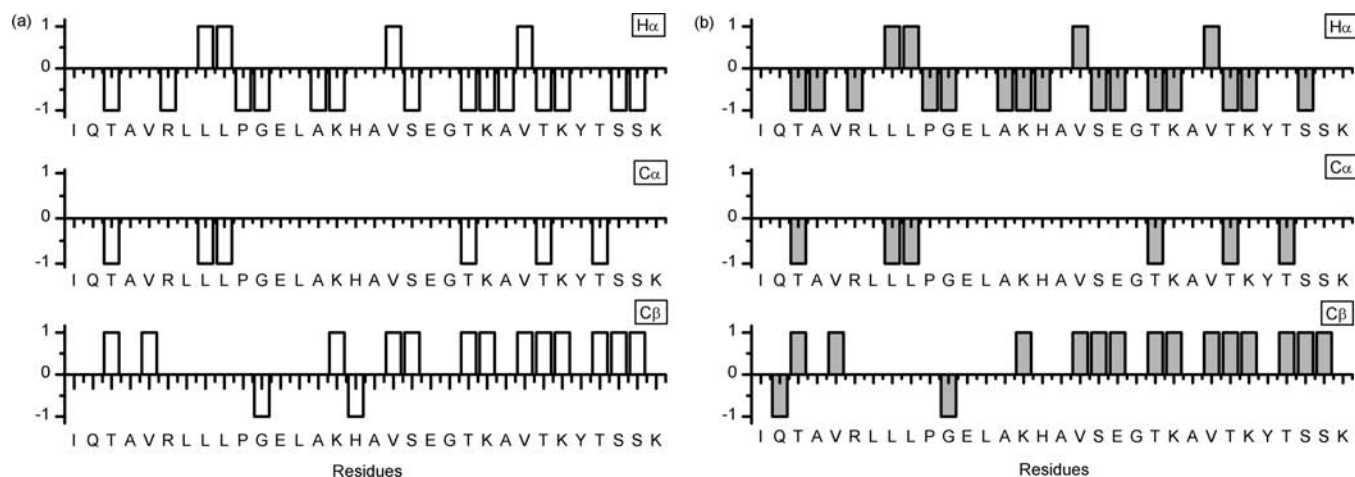 (a)
Hα
1
0
-1
I Q T A V R L L L P G E L A K H A V S E G T K A V T K Y T S S K
Cα
1
0
-1
I Q T A V R L L L P G E L A K H A V S E G T K A V T K Y T S S K
Cβ
1
0
-1
I Q T A V R L L L P G E L A K H A V S E G T K A V T K Y T S S K
Residues
(b)
Hα
1
0
-1
I Q T A V R L L L P G E L A K H A V S E G T K A V T K Y T S S K
Cα
1
0
-1
I Q T A V R L L L P G E L A K H A V S E G T K A V T K Y T S S K
Cβ
1
0
-1
I Q T A V R L L L P G E L A K H A V S E G T K A V T K Y T S S K
Residues